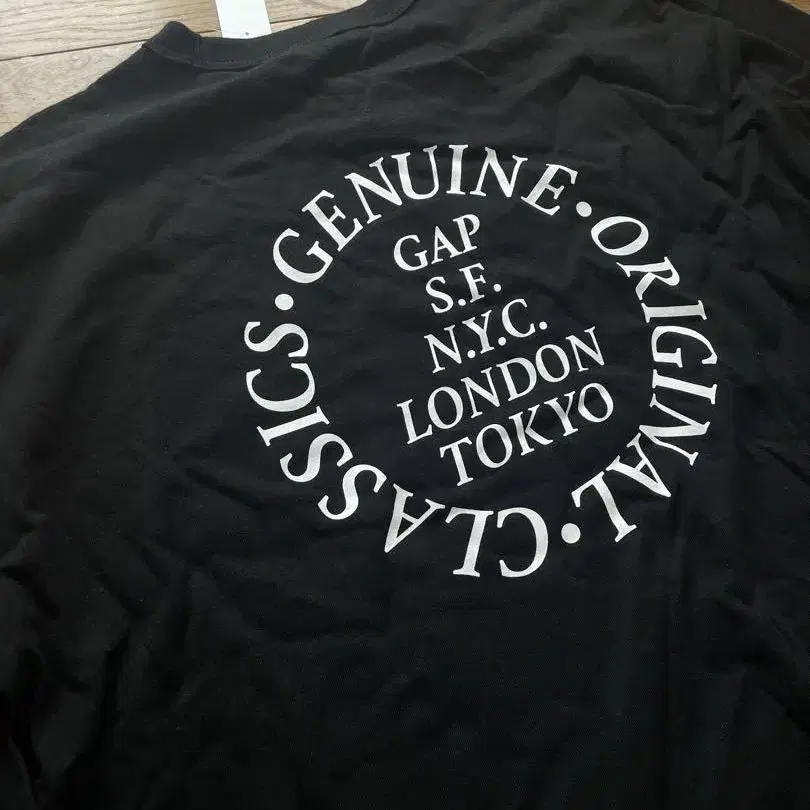 GENUINE • ORIGINAL • CLASSICS •
GAP
S.F.
N.Y.C.
LONDON
TOKYO